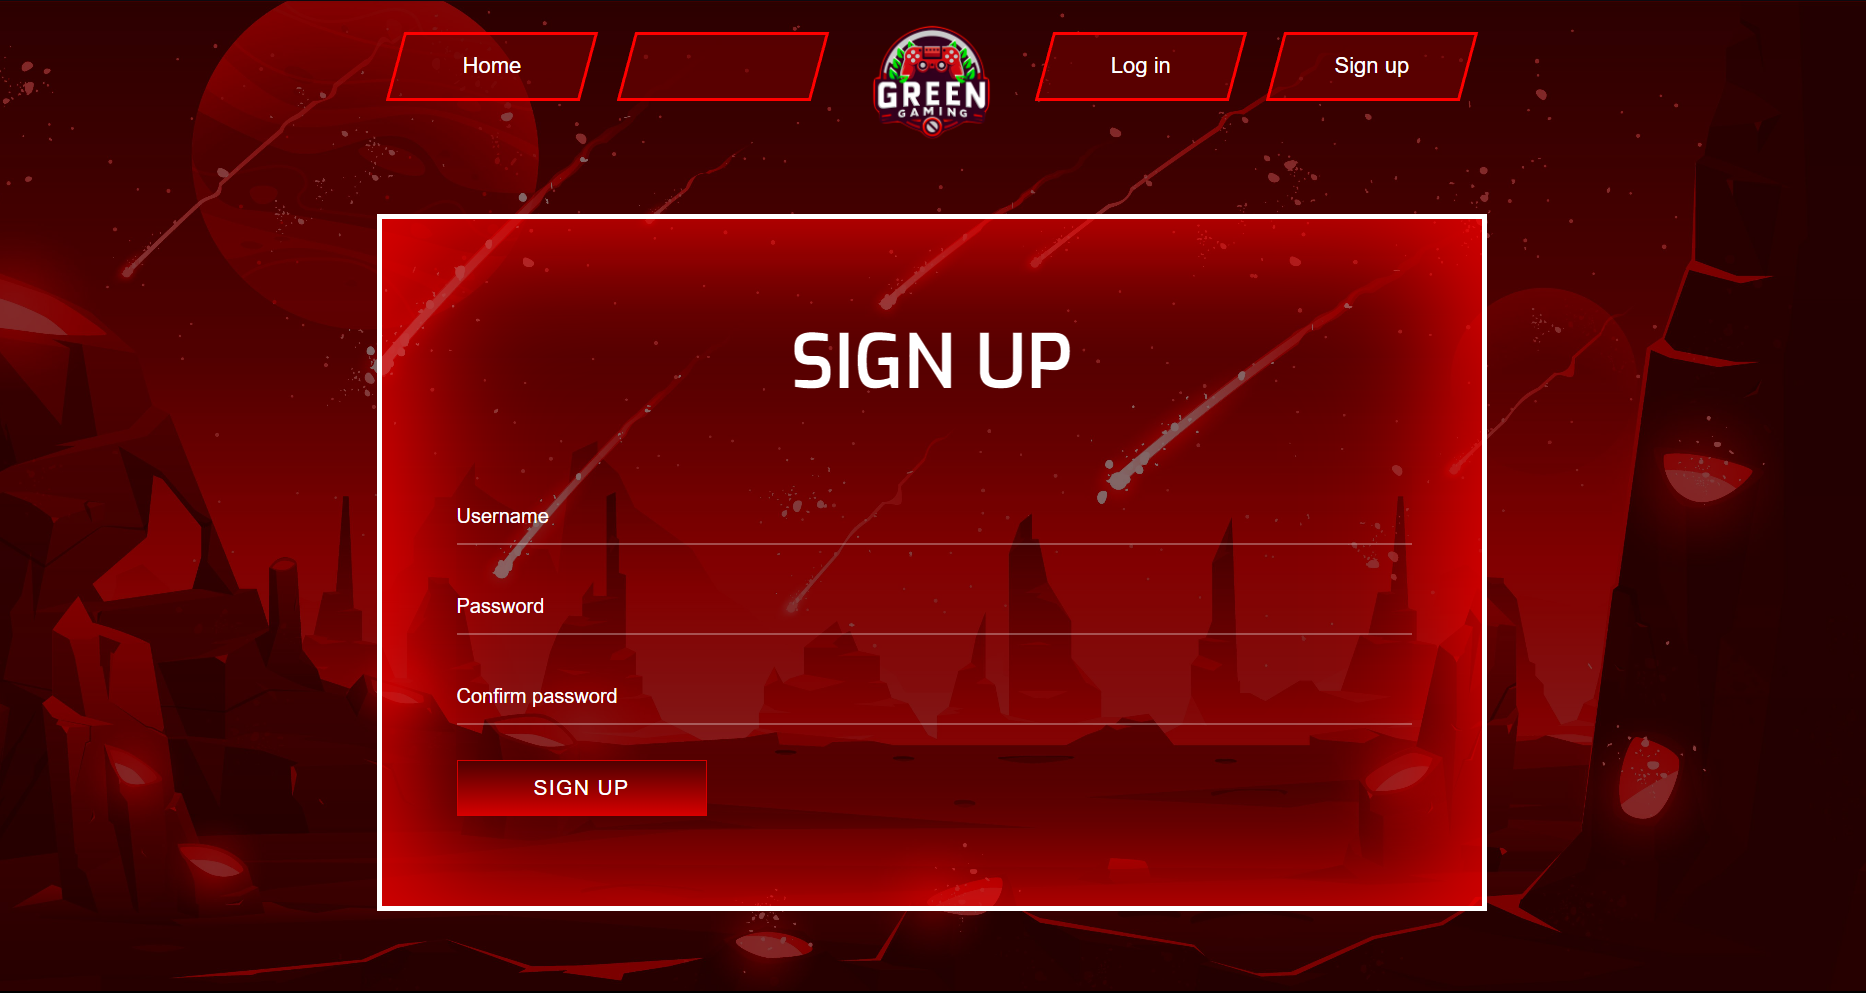 Home
GREEN
GAMING
Log in
Sign up
SIGN UP
Username
Password
Confirm password
SIGN UP